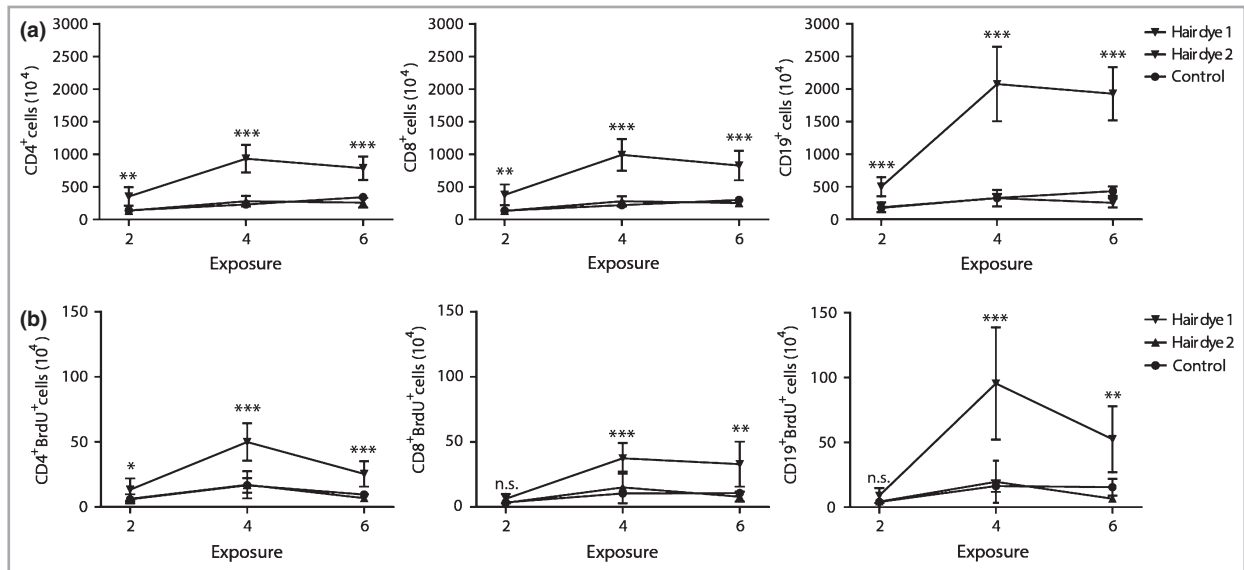 (a)
CD4+cells (10^4)
3000
2500
2000
1500
1000
500
0
**
***
***
2 4 6
Exposure
CD8+cells (10^4)
3000
2500
2000
1500
1000
500
0
**
***
***
2 4 6
Exposure
CD19+cells (10^4)
3000
2500
2000
1500
1000
500
0
***
***
***
2 4 6
Exposure
Hair dye 1
Hair dye 2
Control
(b)
CD4+BrdU+cells (10^4)
150
100
50
0
*
***
***
2 4 6
Exposure
CD8+BrdU+cells (10^4)
150
100
50
0
n.s.
***
**
2 4 6
Exposure
CD19+BrdU+cells (10^4)
150
100
50
0
n.s.
***
**
2 4 6
Exposure
Hair dye 1
Hair dye 2
Control